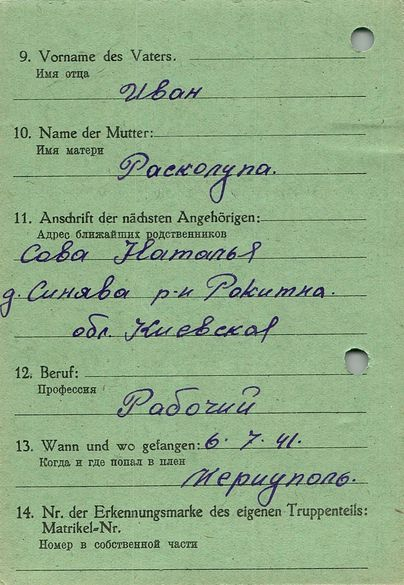 9. Vorname des Vaters.
Имя отца
Иван
10. Name der Mutter:
Имя матери
Расколупа.
11. Anschrift der nächsten Angehörigen:
Адрес ближайших родственников
Сова Наталья
д. Синява р-н Ракитна.
обл. Киевская
12. Beruf:
Профессия
Рабочий
13. Wann und wo gefangen: 6. 7. 41.
Когда и где попал в плен
14. Nr. der Erkennungsmarke des eigenen Truppenteils:
Matrikel-Nr.
Номер в собственной части